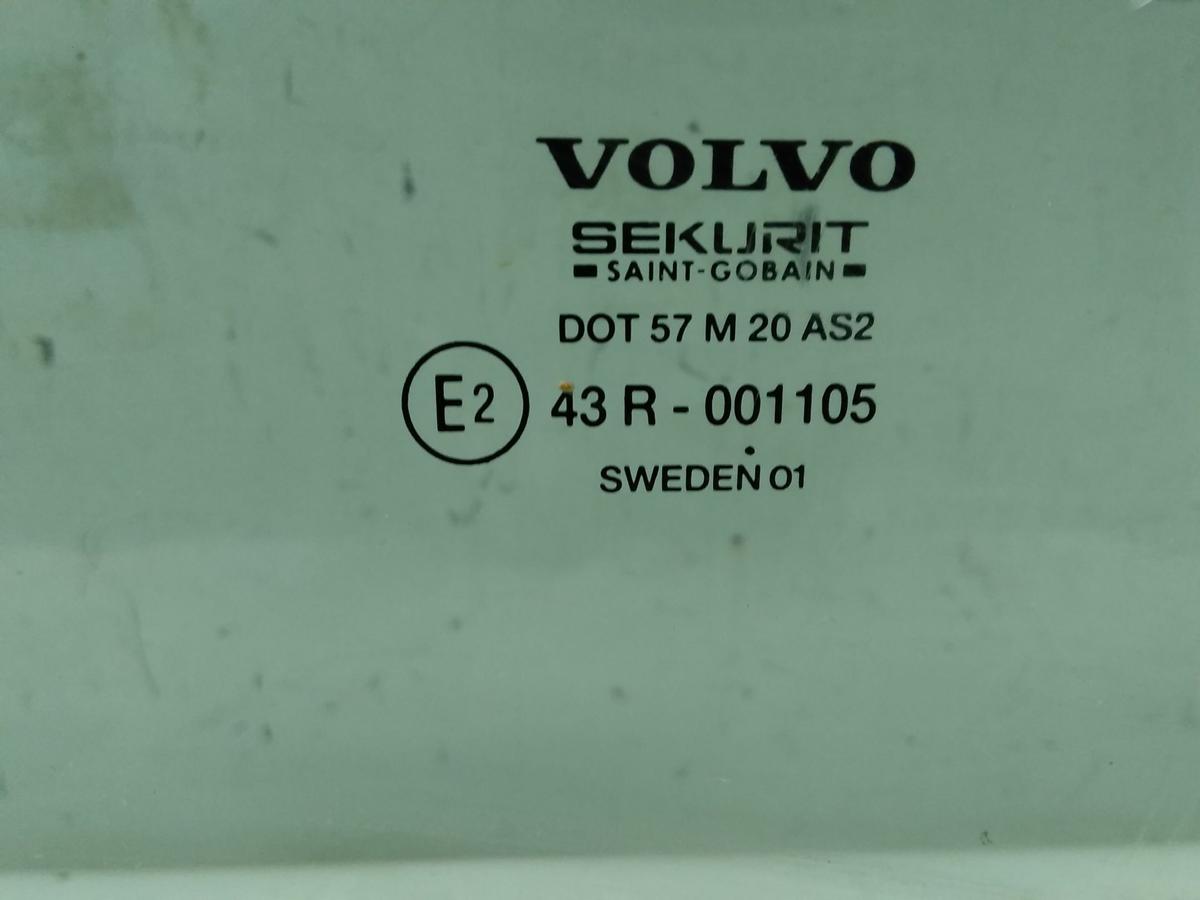 VOLVO
SEKURIT
SAINT-GOBAIN
DOT 57 M 20 AS2
E2 43 R - 001105
SWEDEN 01